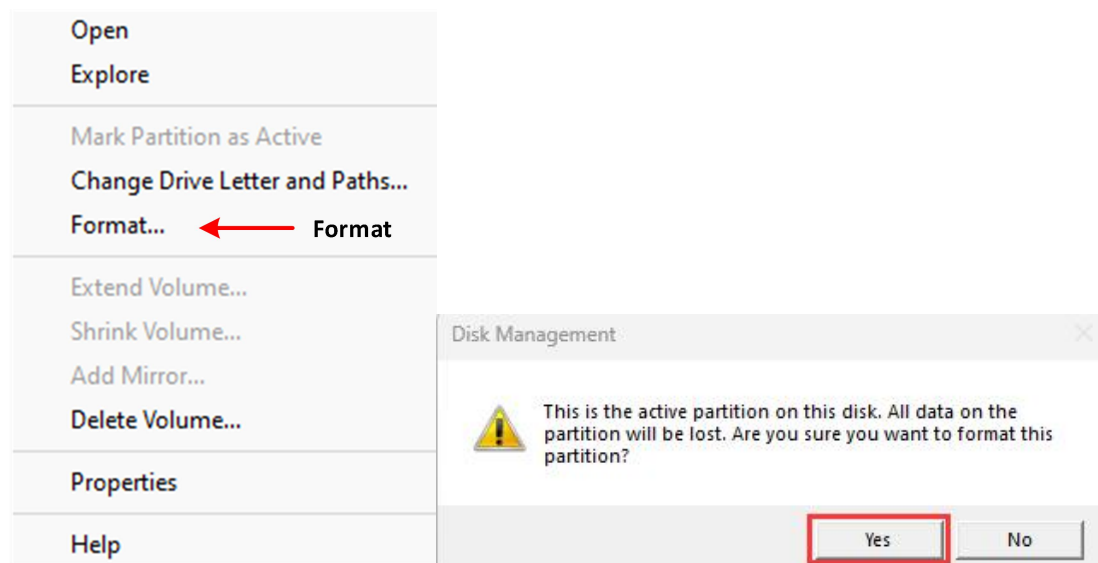 Open
Explore
Mark Partition as Active
Change Drive Letter and Paths...
Format...
Format
Extend Volume...
Shrink Volume...
Add Mirror...
Delete Volume...
Properties
Help
Disk Management
This is the active partition on this disk. All data on the
partition will be lost. Are you sure you want to format this
partition?
Yes
No